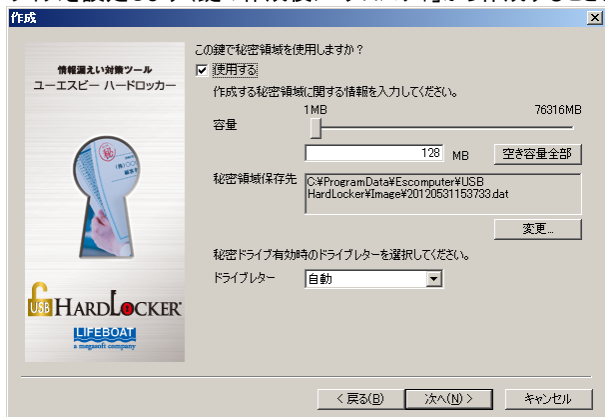 作成
この鍵で秘密領域を使用しますか？
使用する
作成する秘密領域に関する情報を入力してください。
1MB 76316MB
容量
128 MB 空き容量全部
秘密領域保存先
C:¥ProgramData¥Escomputer¥USB
HardLocker¥Image¥20120531153733.dat
変更...
秘密ドライブ有効時のドライブレターを選択してください。
ドライブレター 自動
情報漏えい対策ツール
ユーエスビー ハードロッカー
USB HARDLOCKER
LIFEBOAT
a megasoft company
< 戻る(B) 次へ(N) > キャンセル